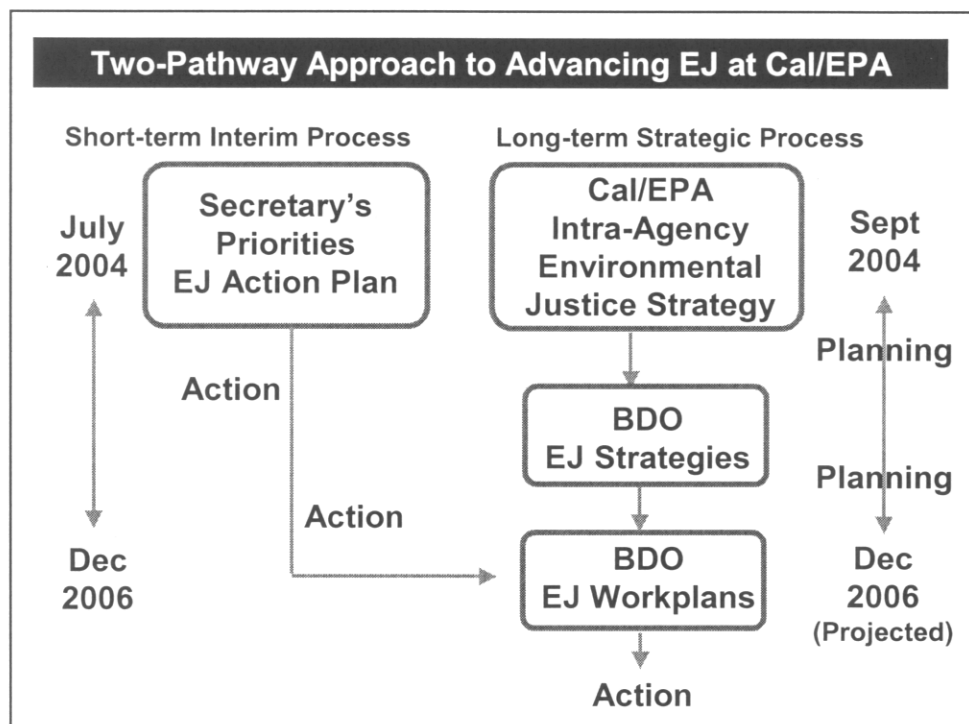 Two-Pathway Approach to Advancing EJ at Cal/EPA
Short-term Interim Process
Long-term Strategic Process
July
2004
Secretary's
Priorities
EJ Action Plan
Cal/EPA
Intra-Agency
Environmental
Justice Strategy
Sept
2004
Action
Planning
BDO
EJ Strategies
Planning
Action
Dec
2006
BDO
EJ Workplans
Dec
2006
(Projected)
Action